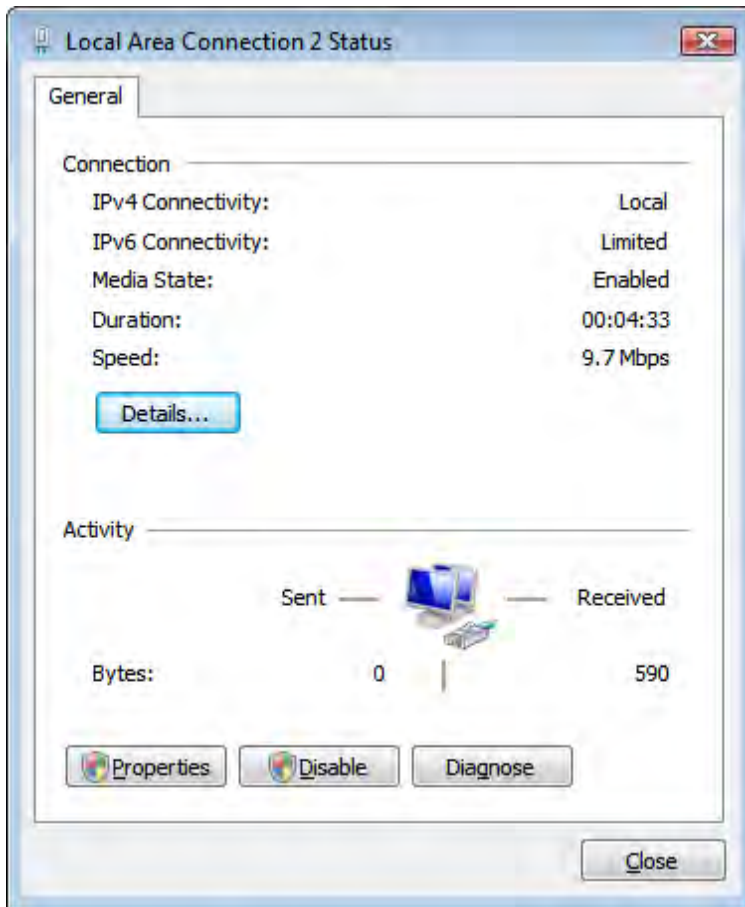 Local Area Connection 2 Status
General
Connection
IPv4 Connectivity: Local
IPv6 Connectivity: Limited
Media State: Enabled
Duration: 00:04:33
Speed: 9.7 Mbps
Details...
Activity
Sent Received
Bytes: 0 590
Properties Disable Diagnose
Close